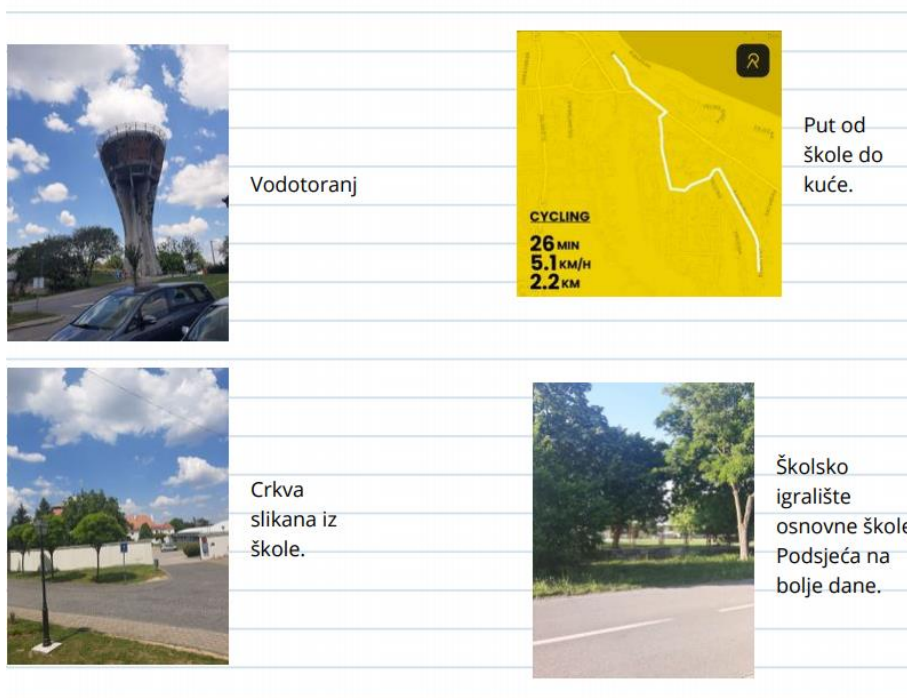 Vodotoranj
CYCLING
26 MIN
5.1 KM/H
2.2 KM
Put od
škole do
kuće.
Crkva
slikana iz
škole.
Školsko
igralište
osnovne škole
Podsjeća na
bolje dane.